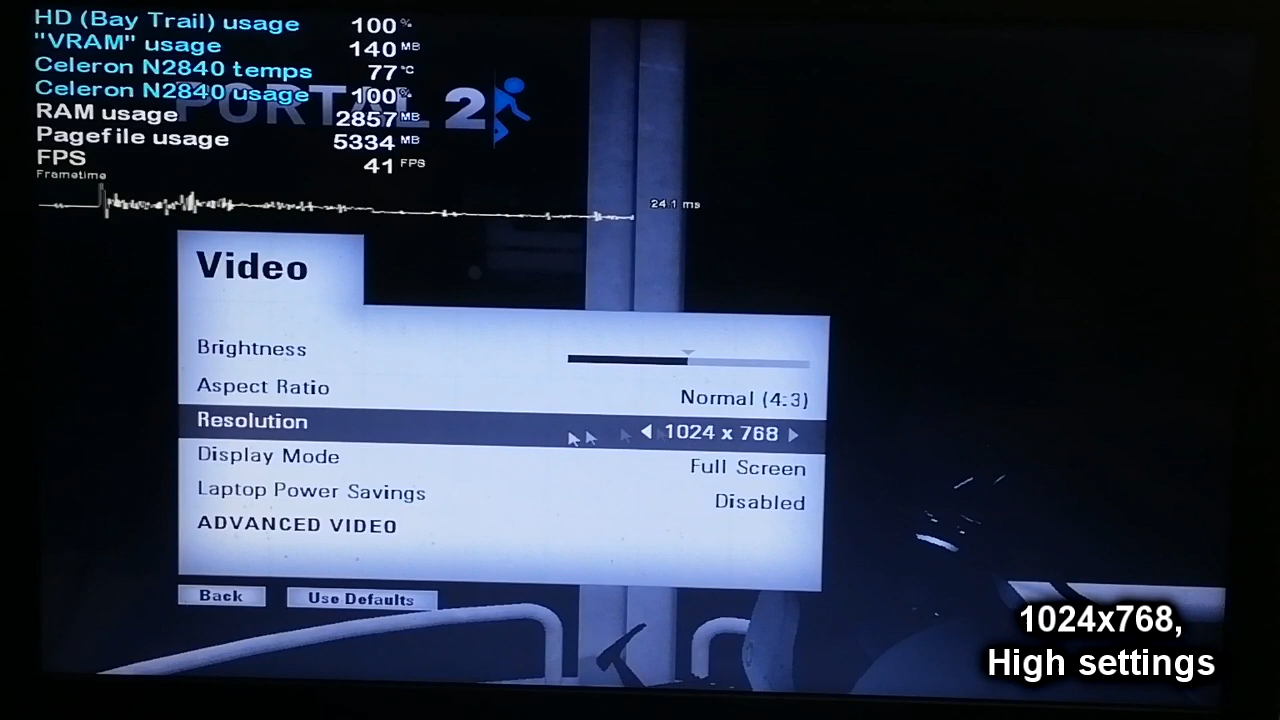 HD (Bay Trail) usage 100 %
"VRAM" usage 140 MB
Celeron N2840 temps 77 °C
Celeron N2840 usage 100 %
RAM usage 2857 MB
Pagefile usage 5334 MB
FPS 41 FPS
Frametime
24.1 ms
PORTAL 2
Video
Brightness
Aspect Ratio Normal (4:3)
Resolution 1024 x 768
Display Mode Full Screen
Laptop Power Savings Disabled
ADVANCED VIDEO
Back Use Defaults
1024x768,
High settings